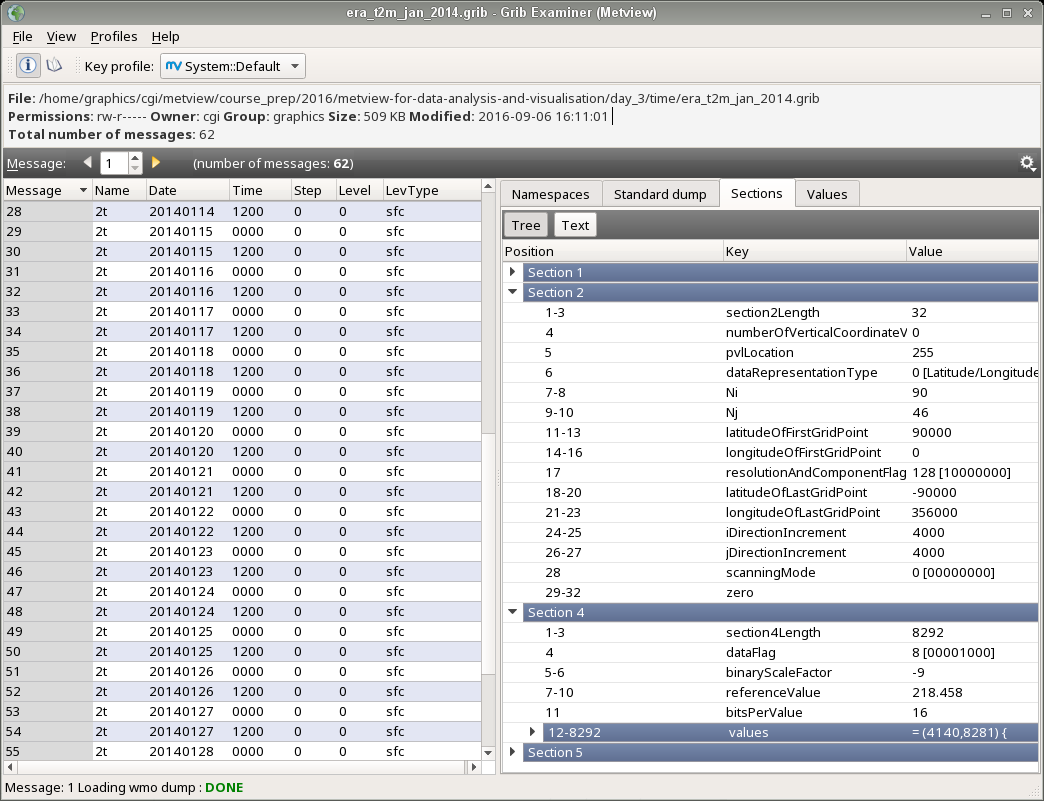 era_t2m_jan_2014.grib - Grib Examiner (Metview)
File View Profiles Help
Key profile: System::Default
File: /home/graphics/cgi/metview/course_prep/2016/metview-for-data-analysis-and-visualisation/day_3/time/era_t2m_jan_2014.grib
Permissions: rw-r----- Owner: cgi Group: graphics Size: 509 KB Modified: 2016-09-06 16:11:01
Total number of messages: 62
Message: 1 (number of messages: 62)
Message Name Date Time Step Level LevType
28 2t 20140114 1200 0 0 sfc
29 2t 20140115 0000 0 0 sfc
30 2t 20140115 1200 0 0 sfc
31 2t 20140116 0000 0 0 sfc
32 2t 20140116 1200 0 0 sfc
33 2t 20140117 0000 0 0 sfc
34 2t 20140117 1200 0 0 sfc
35 2t 20140118 0000 0 0 sfc
36 2t 20140118 1200 0 0 sfc
37 2t 20140119 0000 0 0 sfc
38 2t 20140119 1200 0 0 sfc
39 2t 20140120 0000 0 0 sfc
40 2t 20140120 1200 0 0 sfc
41 2t 20140121 0000 0 0 sfc
42 2t 20140121 1200 0 0 sfc
43 2t 20140122 0000 0 0 sfc
44 2t 20140122 1200 0 0 sfc
45 2t 20140123 0000 0 0 sfc
46 2t 20140123 1200 0 0 sfc
47 2t 20140124 0000 0 0 sfc
48 2t 20140124 1200 0 0 sfc
49 2t 20140125 0000 0 0 sfc
50 2t 20140125 1200 0 0 sfc
51 2t 20140126 0000 0 0 sfc
52 2t 20140126 1200 0 0 sfc
53 2t 20140127 0000 0 0 sfc
54 2t 20140127 1200 0 0 sfc
55 2t 20140128 0000 0 0 sfc
Namespaces Standard dump Sections Values
Tree Text
Position Key Value
Section 1
Section 2
1-3 section2Length 32
4 numberOfVerticalCoordinateV 0
5 pvlLocation 255
6 dataRepresentationType 0 [Latitude/Longitude
7-8 Ni 90
9-10 Nj 46
11-13 latitudeOfFirstGridPoint 90000
14-16 longitudeOfFirstGridPoint 0
17 resolutionAndComponentFlag 128 [10000000]
18-20 latitudeOfLastGridPoint -90000
21-23 longitudeOfLastGridPoint 356000
24-25 iDirectionIncrement 4000
26-27 jDirectionIncrement 4000
28 scanningMode 0 [00000000]
29-32 zero
Section 4
1-3 section4Length 8292
4 dataFlag 8 [00001000]
5-6 binaryScaleFactor -9
7-10 referenceValue 218.458
11 bitsPerValue 16
12-8292 values = (4140,8281) {
Section 5
Message: 1 Loading wmo dump : DONE